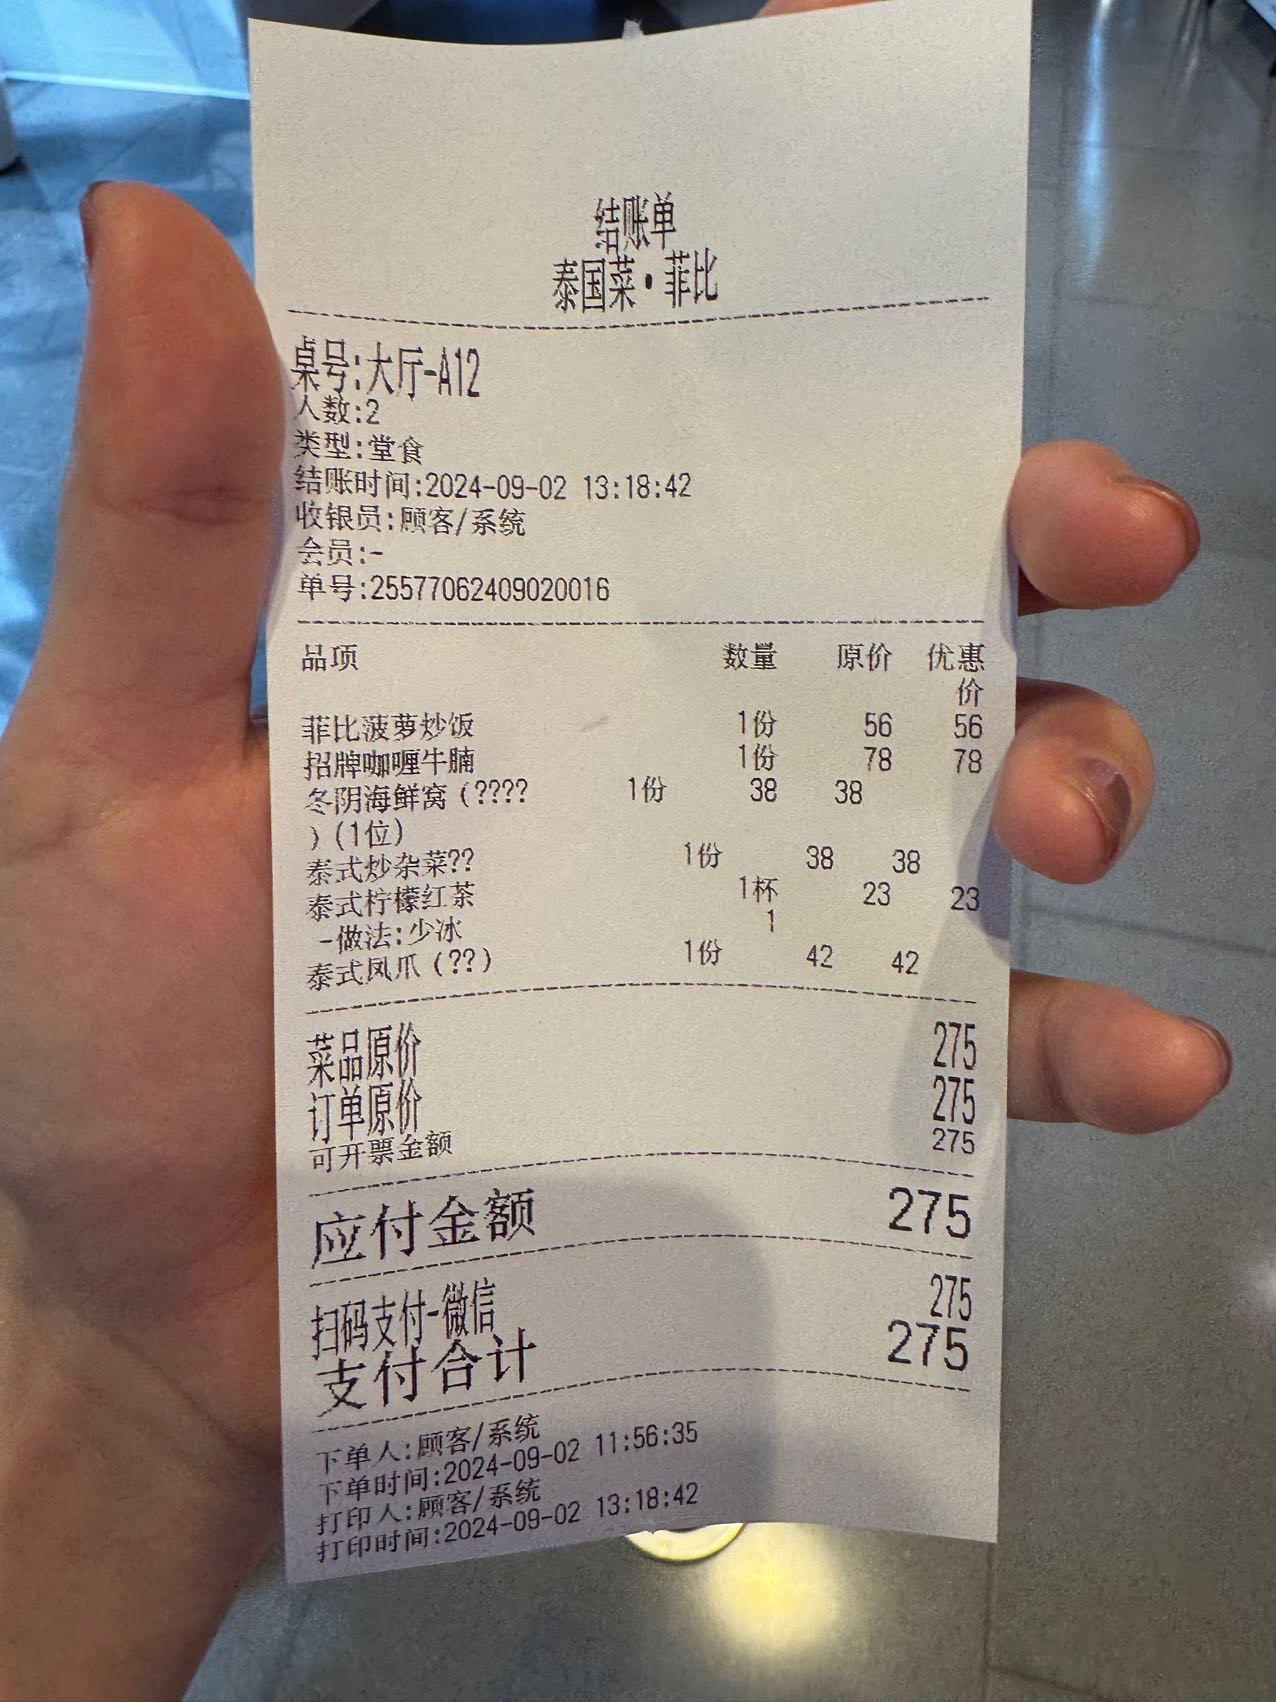 结账单
泰国菜·菲比
桌号:大厅-A12
人数:2
类型:堂食
结账时间:2024-09-02 13:18:42
收银员:顾客/系统
会员:-
单号:25577062409020016
品项 数量 原价 优惠
价
菲比菠萝炒饭 1份 56 56
招牌咖喱牛腩 1份 78 78
冬阴海鲜窝(???? 1份 38 38
)(1位)
泰式炒杂菜?? 1份 38 38
泰式柠檬红茶 1杯 23 23
-做法:少冰 1
泰式凤爪(??) 1份 42 42
菜品原价 275
订单原价 275
可开票金额 275
应付金额 275
扫码支付-微信 275
支付合计 275
下单人:顾客/系统
下单时间:2024-09-02 11:56:35
打印人:顾客/系统
打印时间:2024-09-02 13:18:42